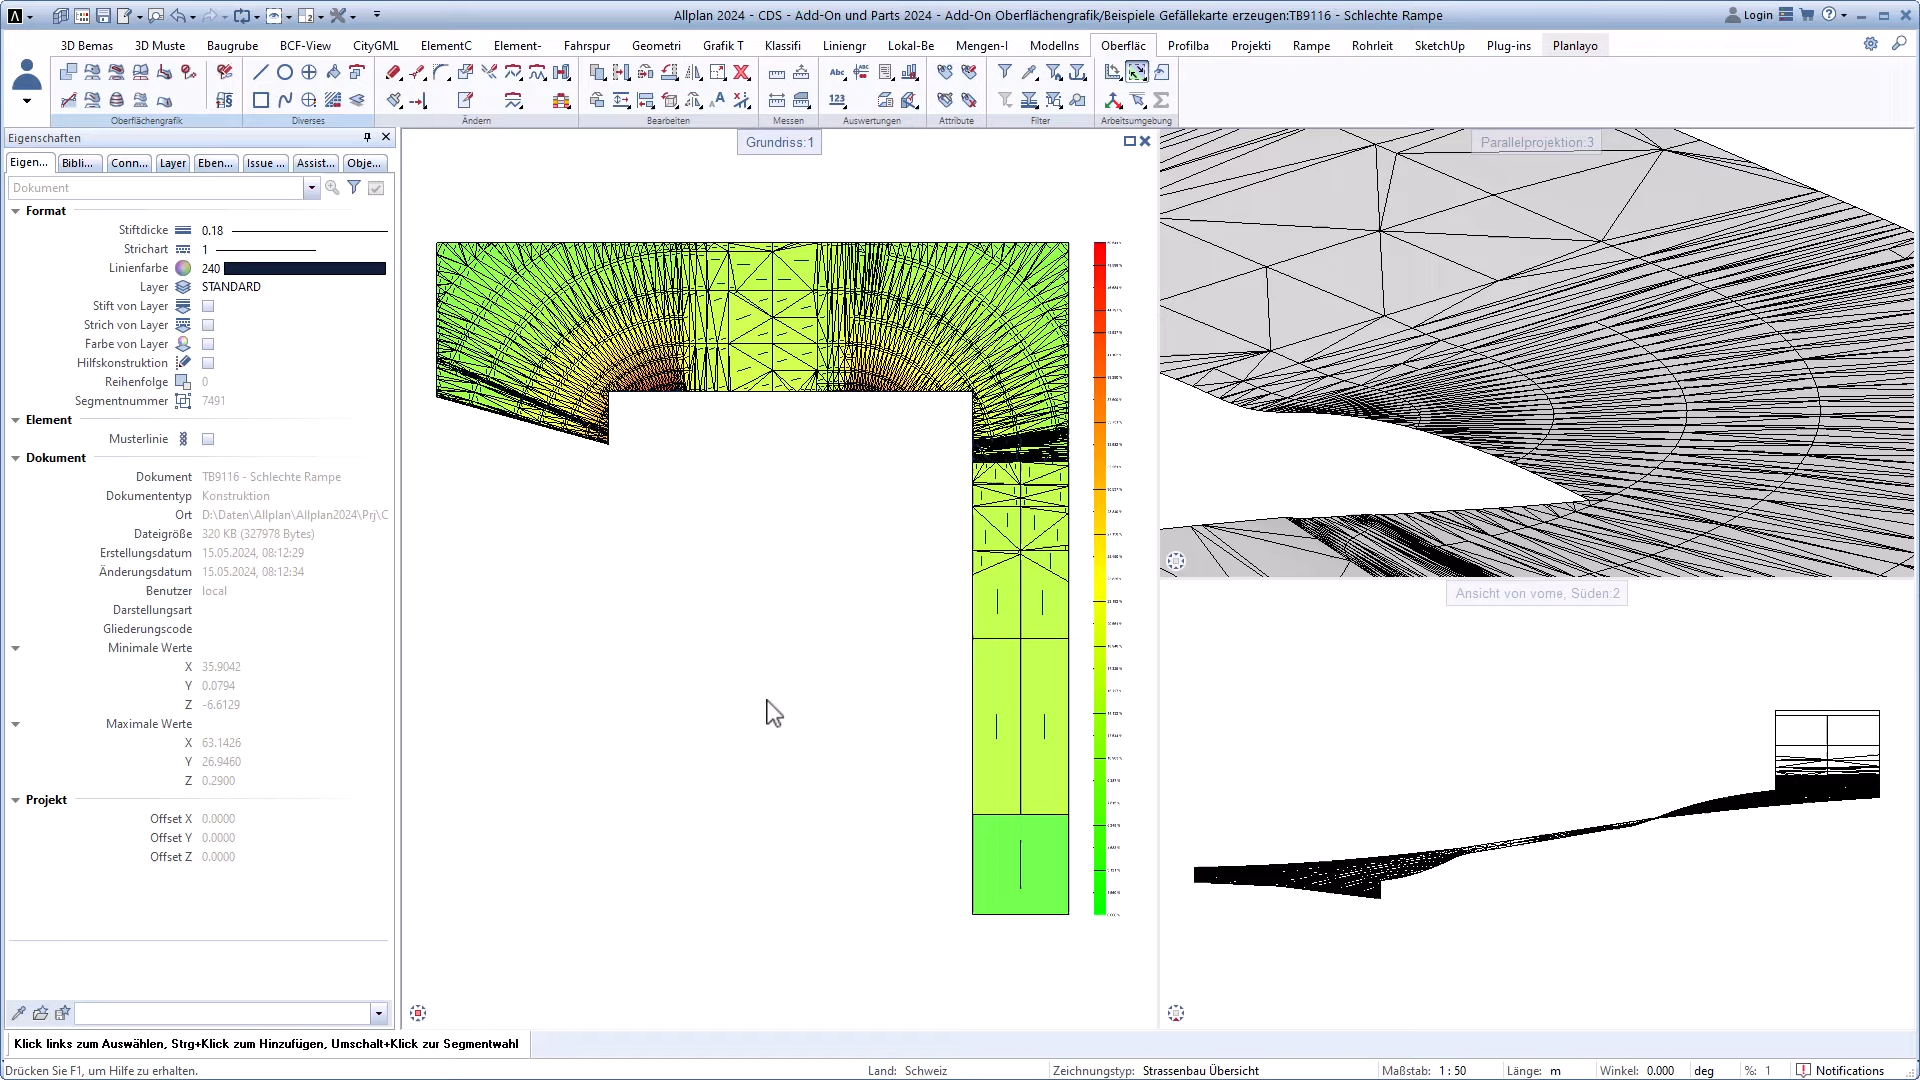 Allplan 2024 - CDS - Add-On und Parts 2024 - Add-On Oberflächengrafik/Beispiele Gefällekarte erzeugen:TB9116 - Schlechte Rampe
Login
3D Bemas 3D Muste Baugrube BCF-View CityGML ElementC Element- Fahrspur Geometri Grafik T Klassifi Liniengr Lokal-Be Mengen-I Modellns Oberfläc Profilba Projekti Rampe Rohrleit SketchUp Plug-ins Planlayo
Oberflächengrafik Diverses Ändern Bearbeiten Messen Auswertungen Attribute Filter Arbeitsumgebung
Eigenschaften
Eigen... Bibli... Conn... Layer Eben... Issue ... Assist... Obje...
Dokument
Format
Stiftdicke 0.18
Strichart 1
Linienfarbe 240
Layer STANDARD
Stift von Layer
Strich von Layer
Farbe von Layer
Hilfskonstruktion
Reihenfolge 0
Segmentnummer 7491
Element
Musterlinie
Dokument
Dokument TB9116 - Schlechte Rampe
Dokumententyp Konstruktion
Ort D:\Daten\Allplan\Allplan2024\Prj\C
Dateigröße 320 KB (327978 Bytes)
Erstellungsdatum 15.05.2024, 08:12:29
Änderungsdatum 15.05.2024, 08:12:34
Benutzer local
Darstellungsart
Gliederungscode
Minimale Werte
X 35.9042
Y 0.0794
Z -6.6129
Maximale Werte
X 63.1426
Y 26.9460
Z 0.2900
Projekt
Offset X 0.0000
Offset Y 0.0000
Offset Z 0.0000
Grundriss:1
Parallelprojektion:3
Ansicht von vorne, Süden:2
Klick links zum Auswählen, Strg+Klick zum Hinzufügen, Umschalt+Klick zur Segmentwahl
Drücken Sie F1, um Hilfe zu erhalten. Land: Schweiz Zeichnungstyp: Strassenbau Übersicht Maßstab: 1 : 50 Länge: m Winkel: 0.000 deg %: 1 Notifications